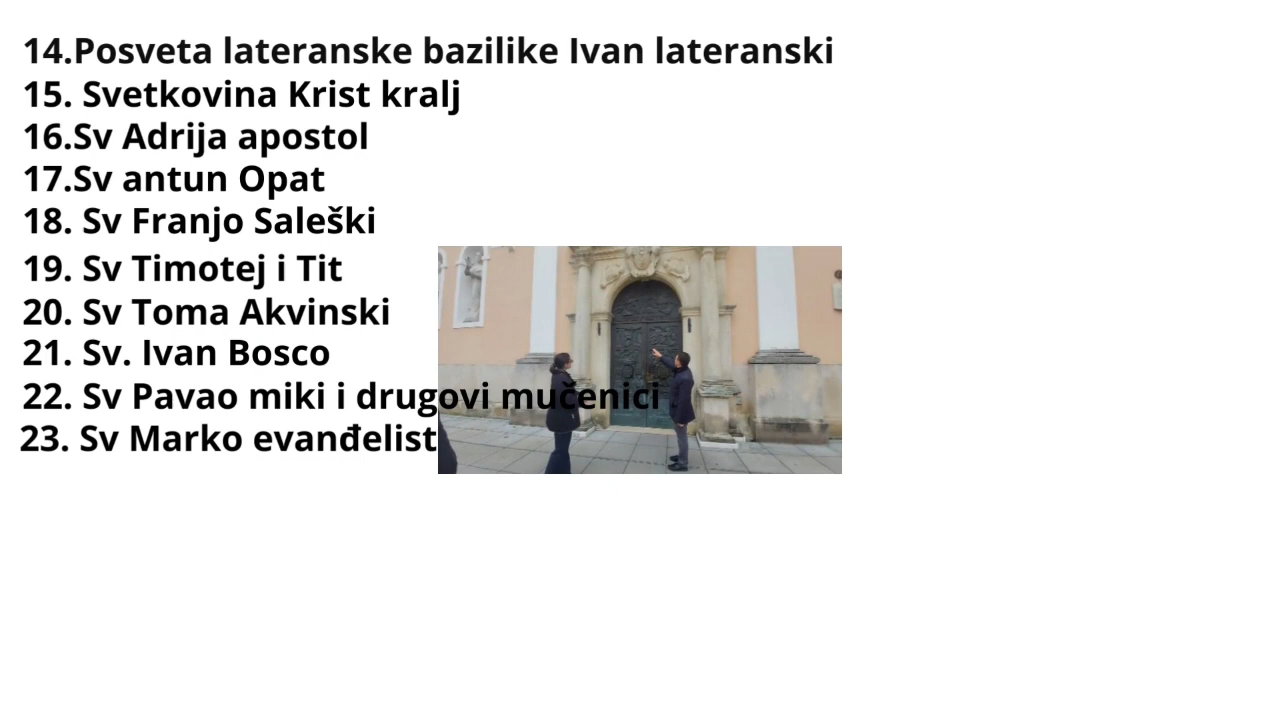 14.Posveta lateranske bazilike Ivan lateranski
15. Svetkovina Krist kralj
16.Sv Adrija apostol
17.Sv antun Opat
18. Sv Franjo Saleški
19. Sv Timotej i Tit
20. Sv Toma Akvinski
21. Sv. Ivan Bosco
22. Sv Pavao miki i drugovi mučenici
23. Sv Marko evanđelist